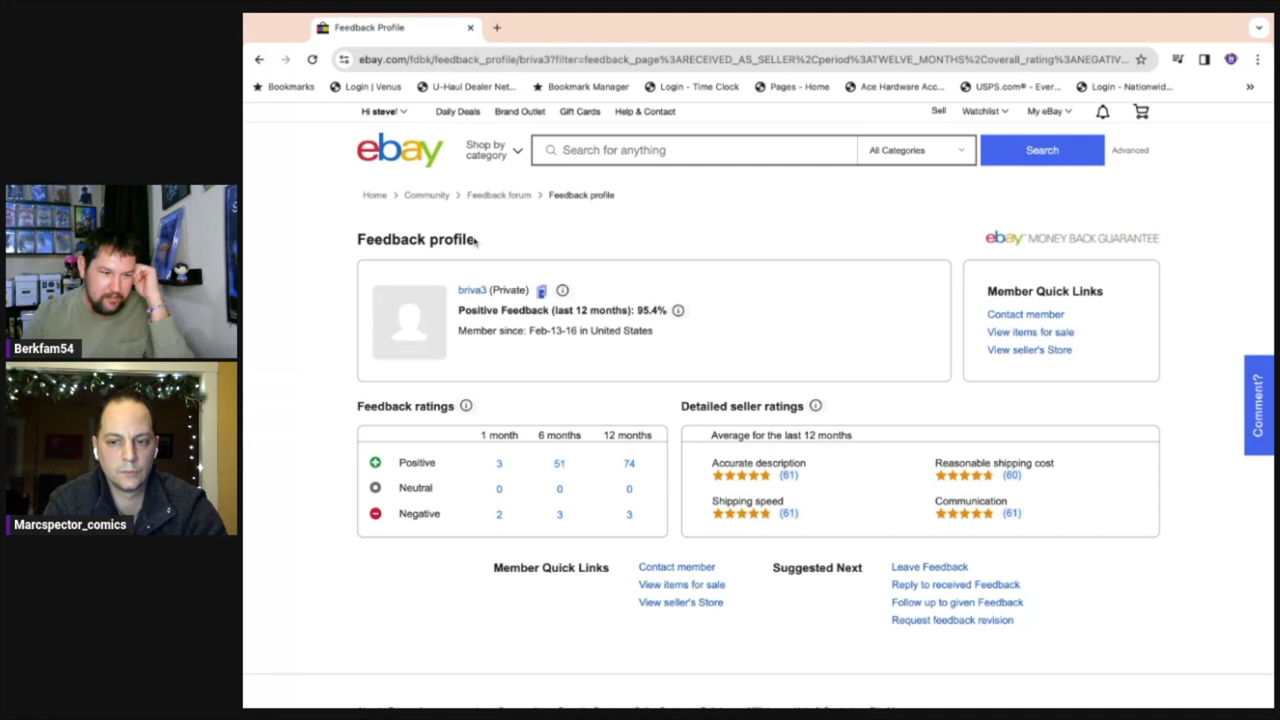 Feedback Profile
ebay.com/fdbk/feedback_profile/briva3?filter=feedback_page%3ARECEIVED_AS_SELLER%2Cperiod%3ATWELVE_MONTHS%2Coverall_rating%3ANEGATIV...
Bookmarks Login | Venus U-Haul Dealer Net... Bookmark Manager Login - Time Clock Pages - Home Ace Hardware Acc... USPS.com® - Ever... Login - Nationwid...
Hi steve! Daily Deals Brand Outlet Gift Cards Help & Contact Sell Watchlist My eBay
ebay Shop by category Search for anything All Categories Search Advanced
Home > Community > Feedback forum > Feedback profile
Feedback profile
ebay MONEY BACK GUARANTEE
briva3 (Private)
Positive Feedback (last 12 months): 95.4%
Member since: Feb-13-16 in United States
Member Quick Links
Contact member
View items for sale
View seller's Store
Comment?
Feedback ratings
1 month 6 months 12 months
Positive 3 51 74
Neutral 0 0 0
Negative 2 3 3
Detailed seller ratings
Average for the last 12 months
Accurate description (61)
Reasonable shipping cost (60)
Shipping speed (61)
Communication (61)
Member Quick Links
Contact member
View items for sale
View seller's Store
Suggested Next
Leave Feedback
Reply to received Feedback
Follow up to given Feedback
Request feedback revision
Berkfam54
Marcspector_comics